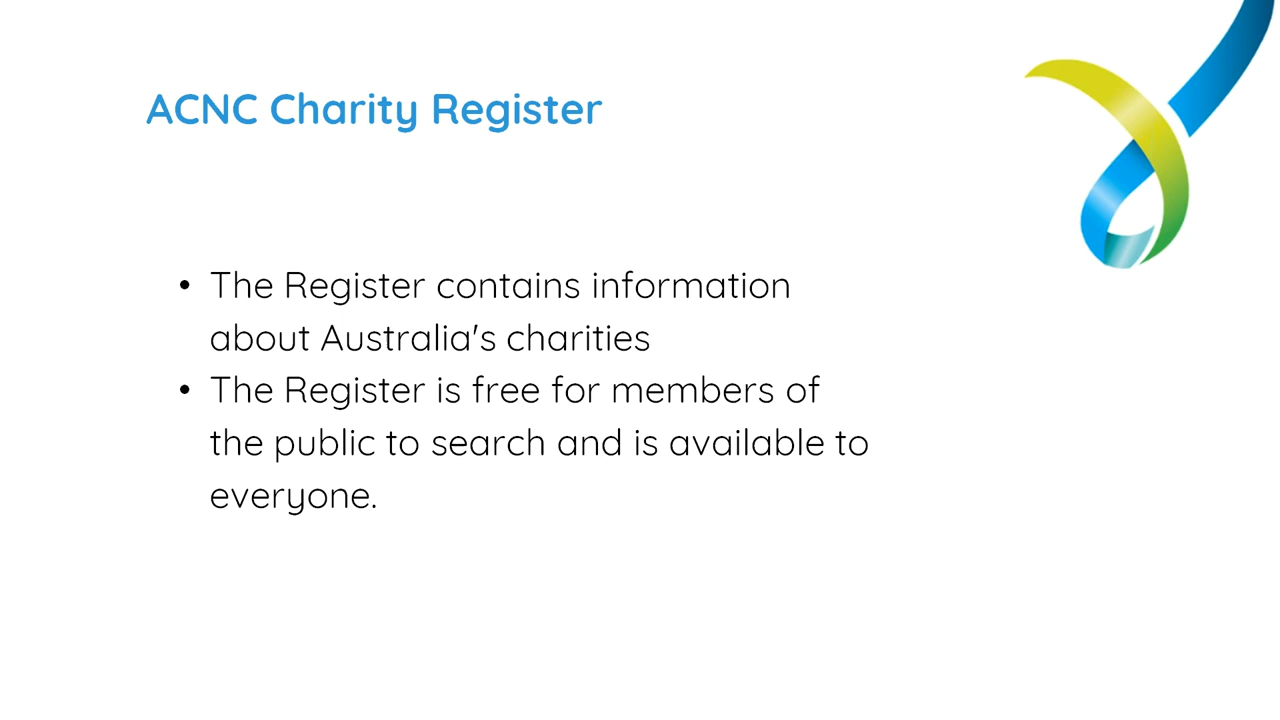 ACNC Charity Register
• The Register contains information
about Australia's charities
• The Register is free for members of
the public to search and is available to
everyone.